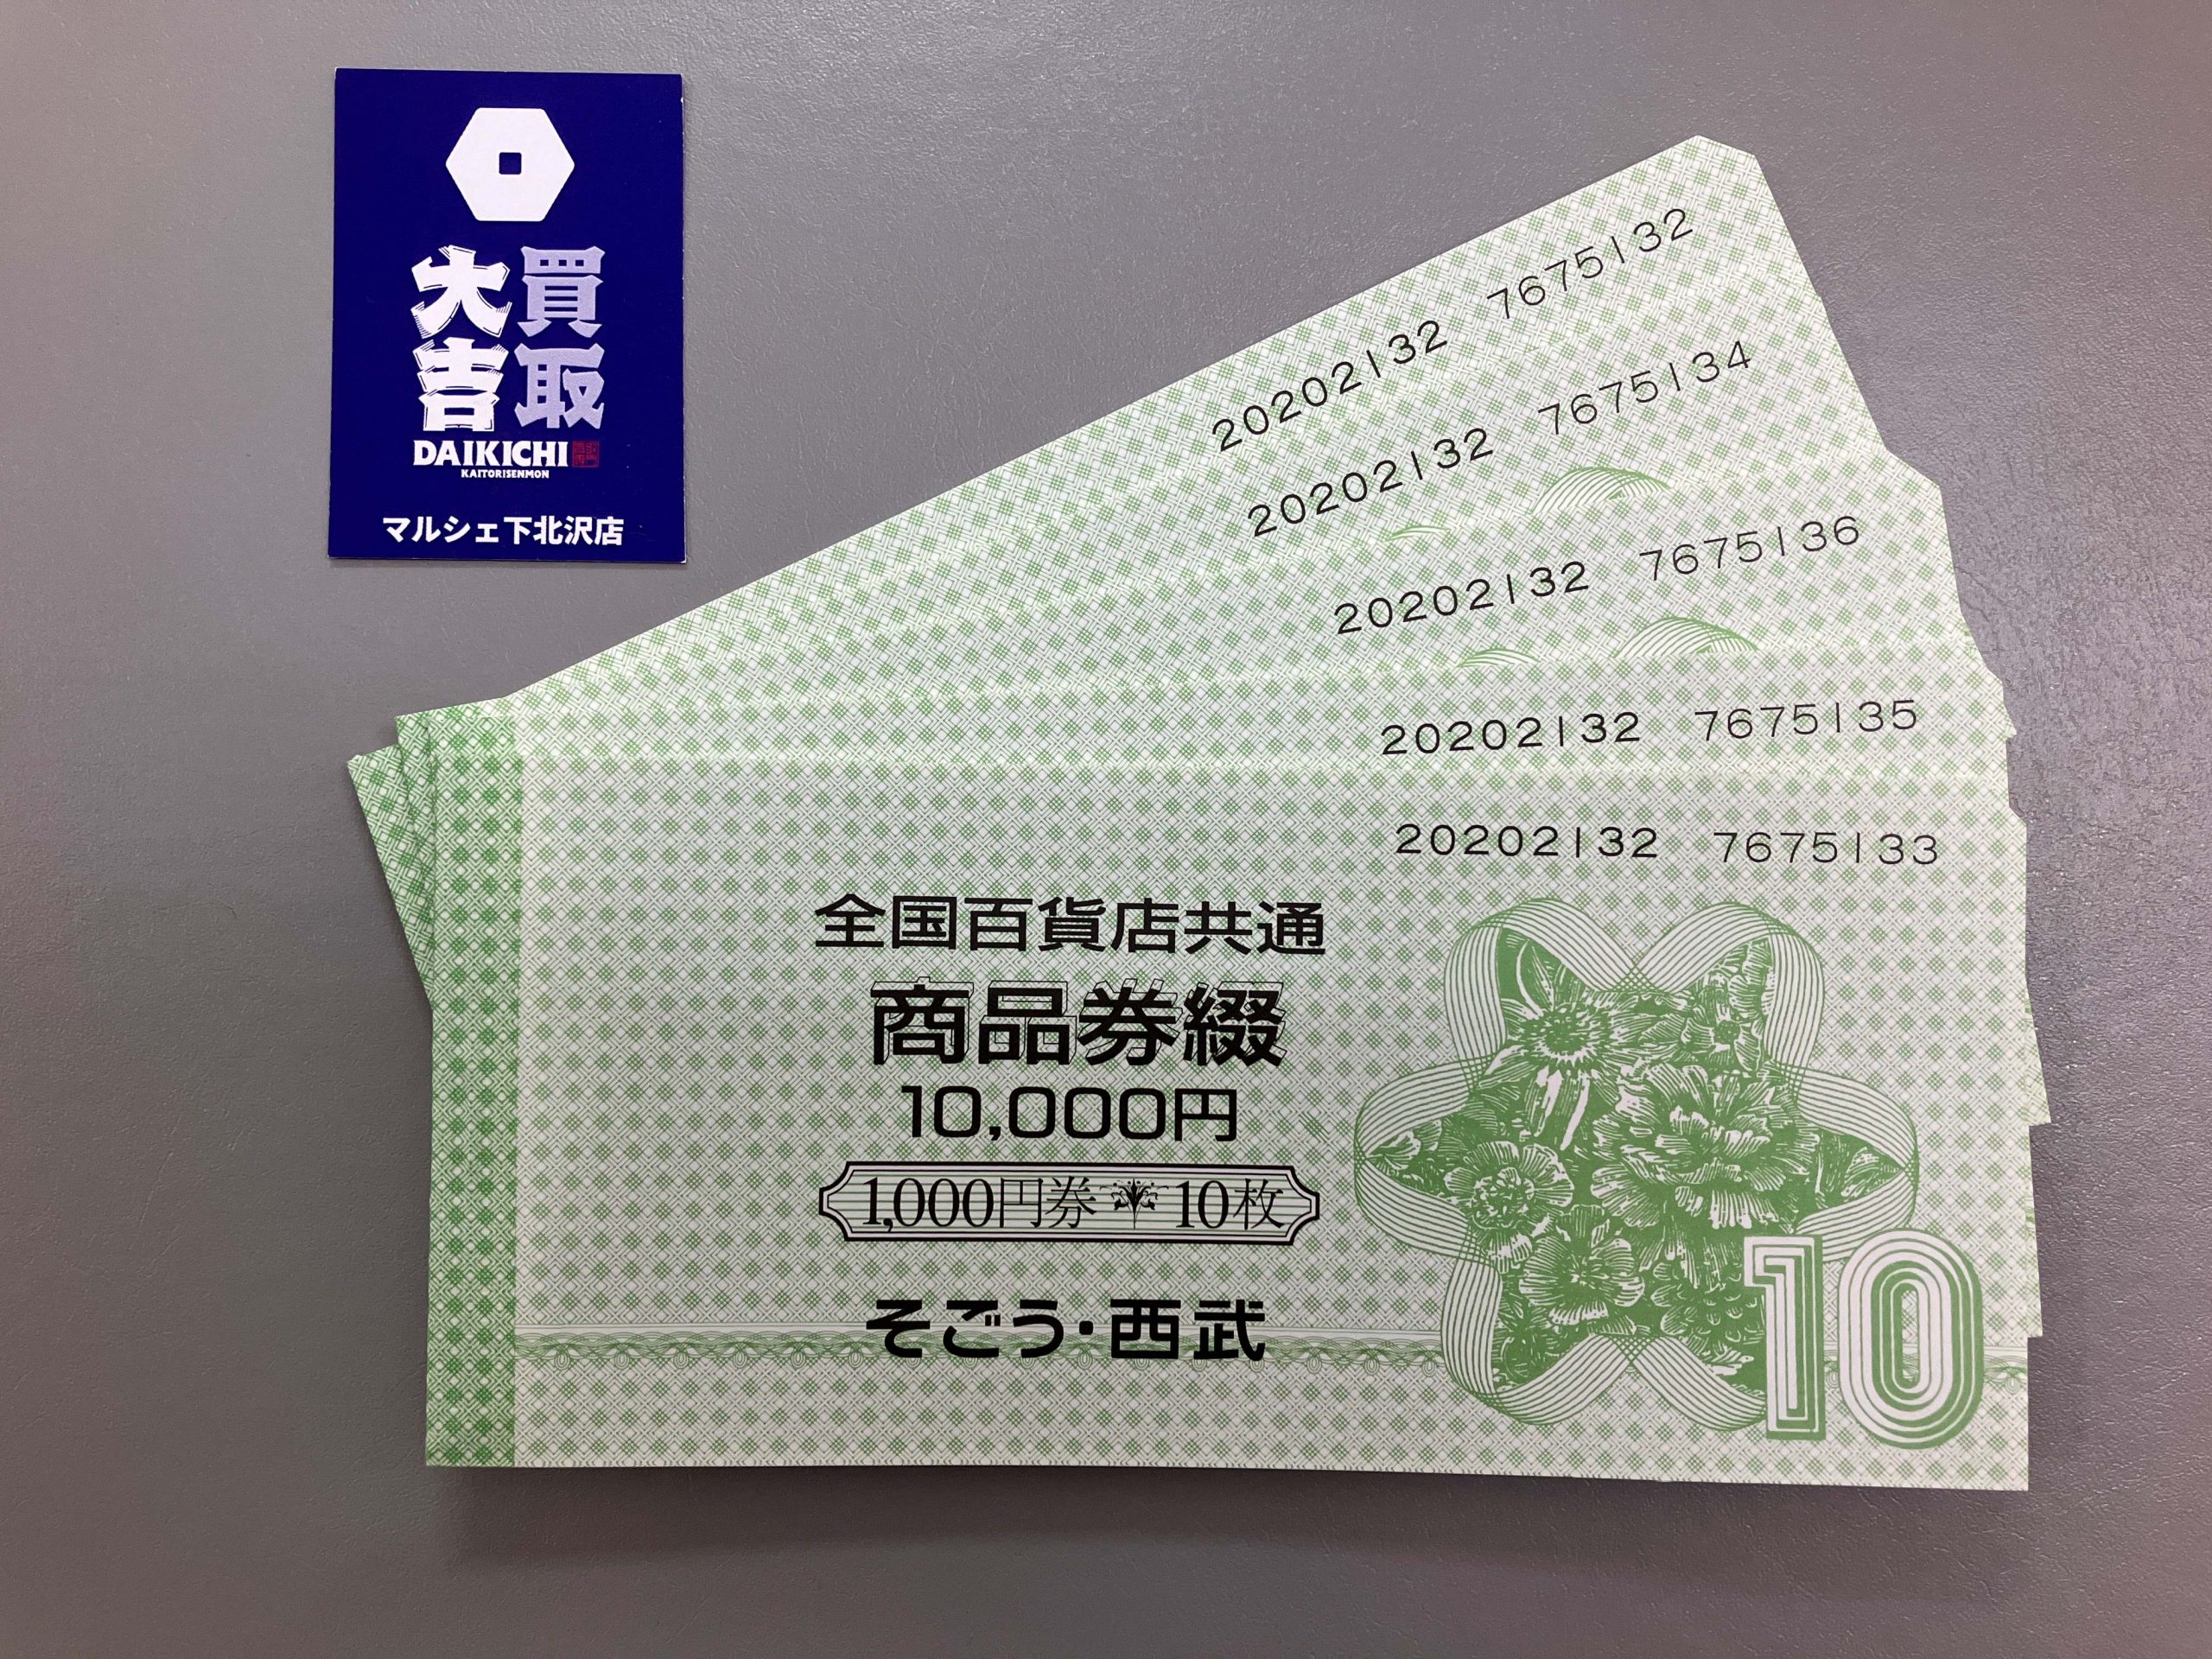 買取
大吉
DAIKICHI
KAITORISENMON
マルシェ下北沢店
20202132 7675132
20202132 7675134
20202132 7675136
20202132 7675135
20202132 7675133
全国百貨店共通
商品券綴
10,000円
1,000円券 10枚
そごう・西武
10